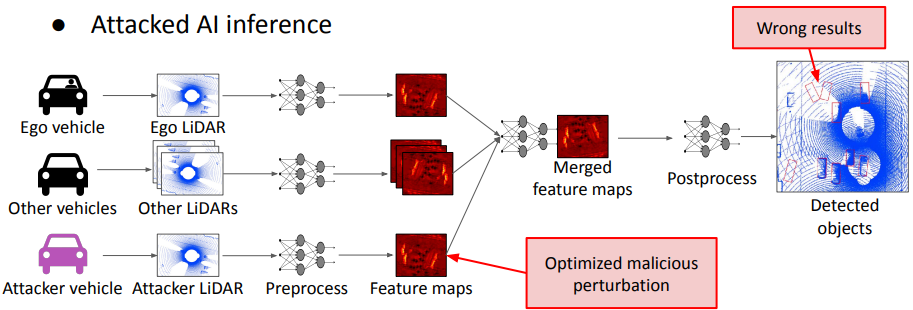 ● Attacked AI inference
Wrong results
Ego vehicle
Ego LiDAR
Other vehicles
Other LiDARs
Merged
feature maps
Postprocess
Detected
objects
Attacker vehicle
Attacker LiDAR
Preprocess
Feature maps
Optimized malicious
perturbation